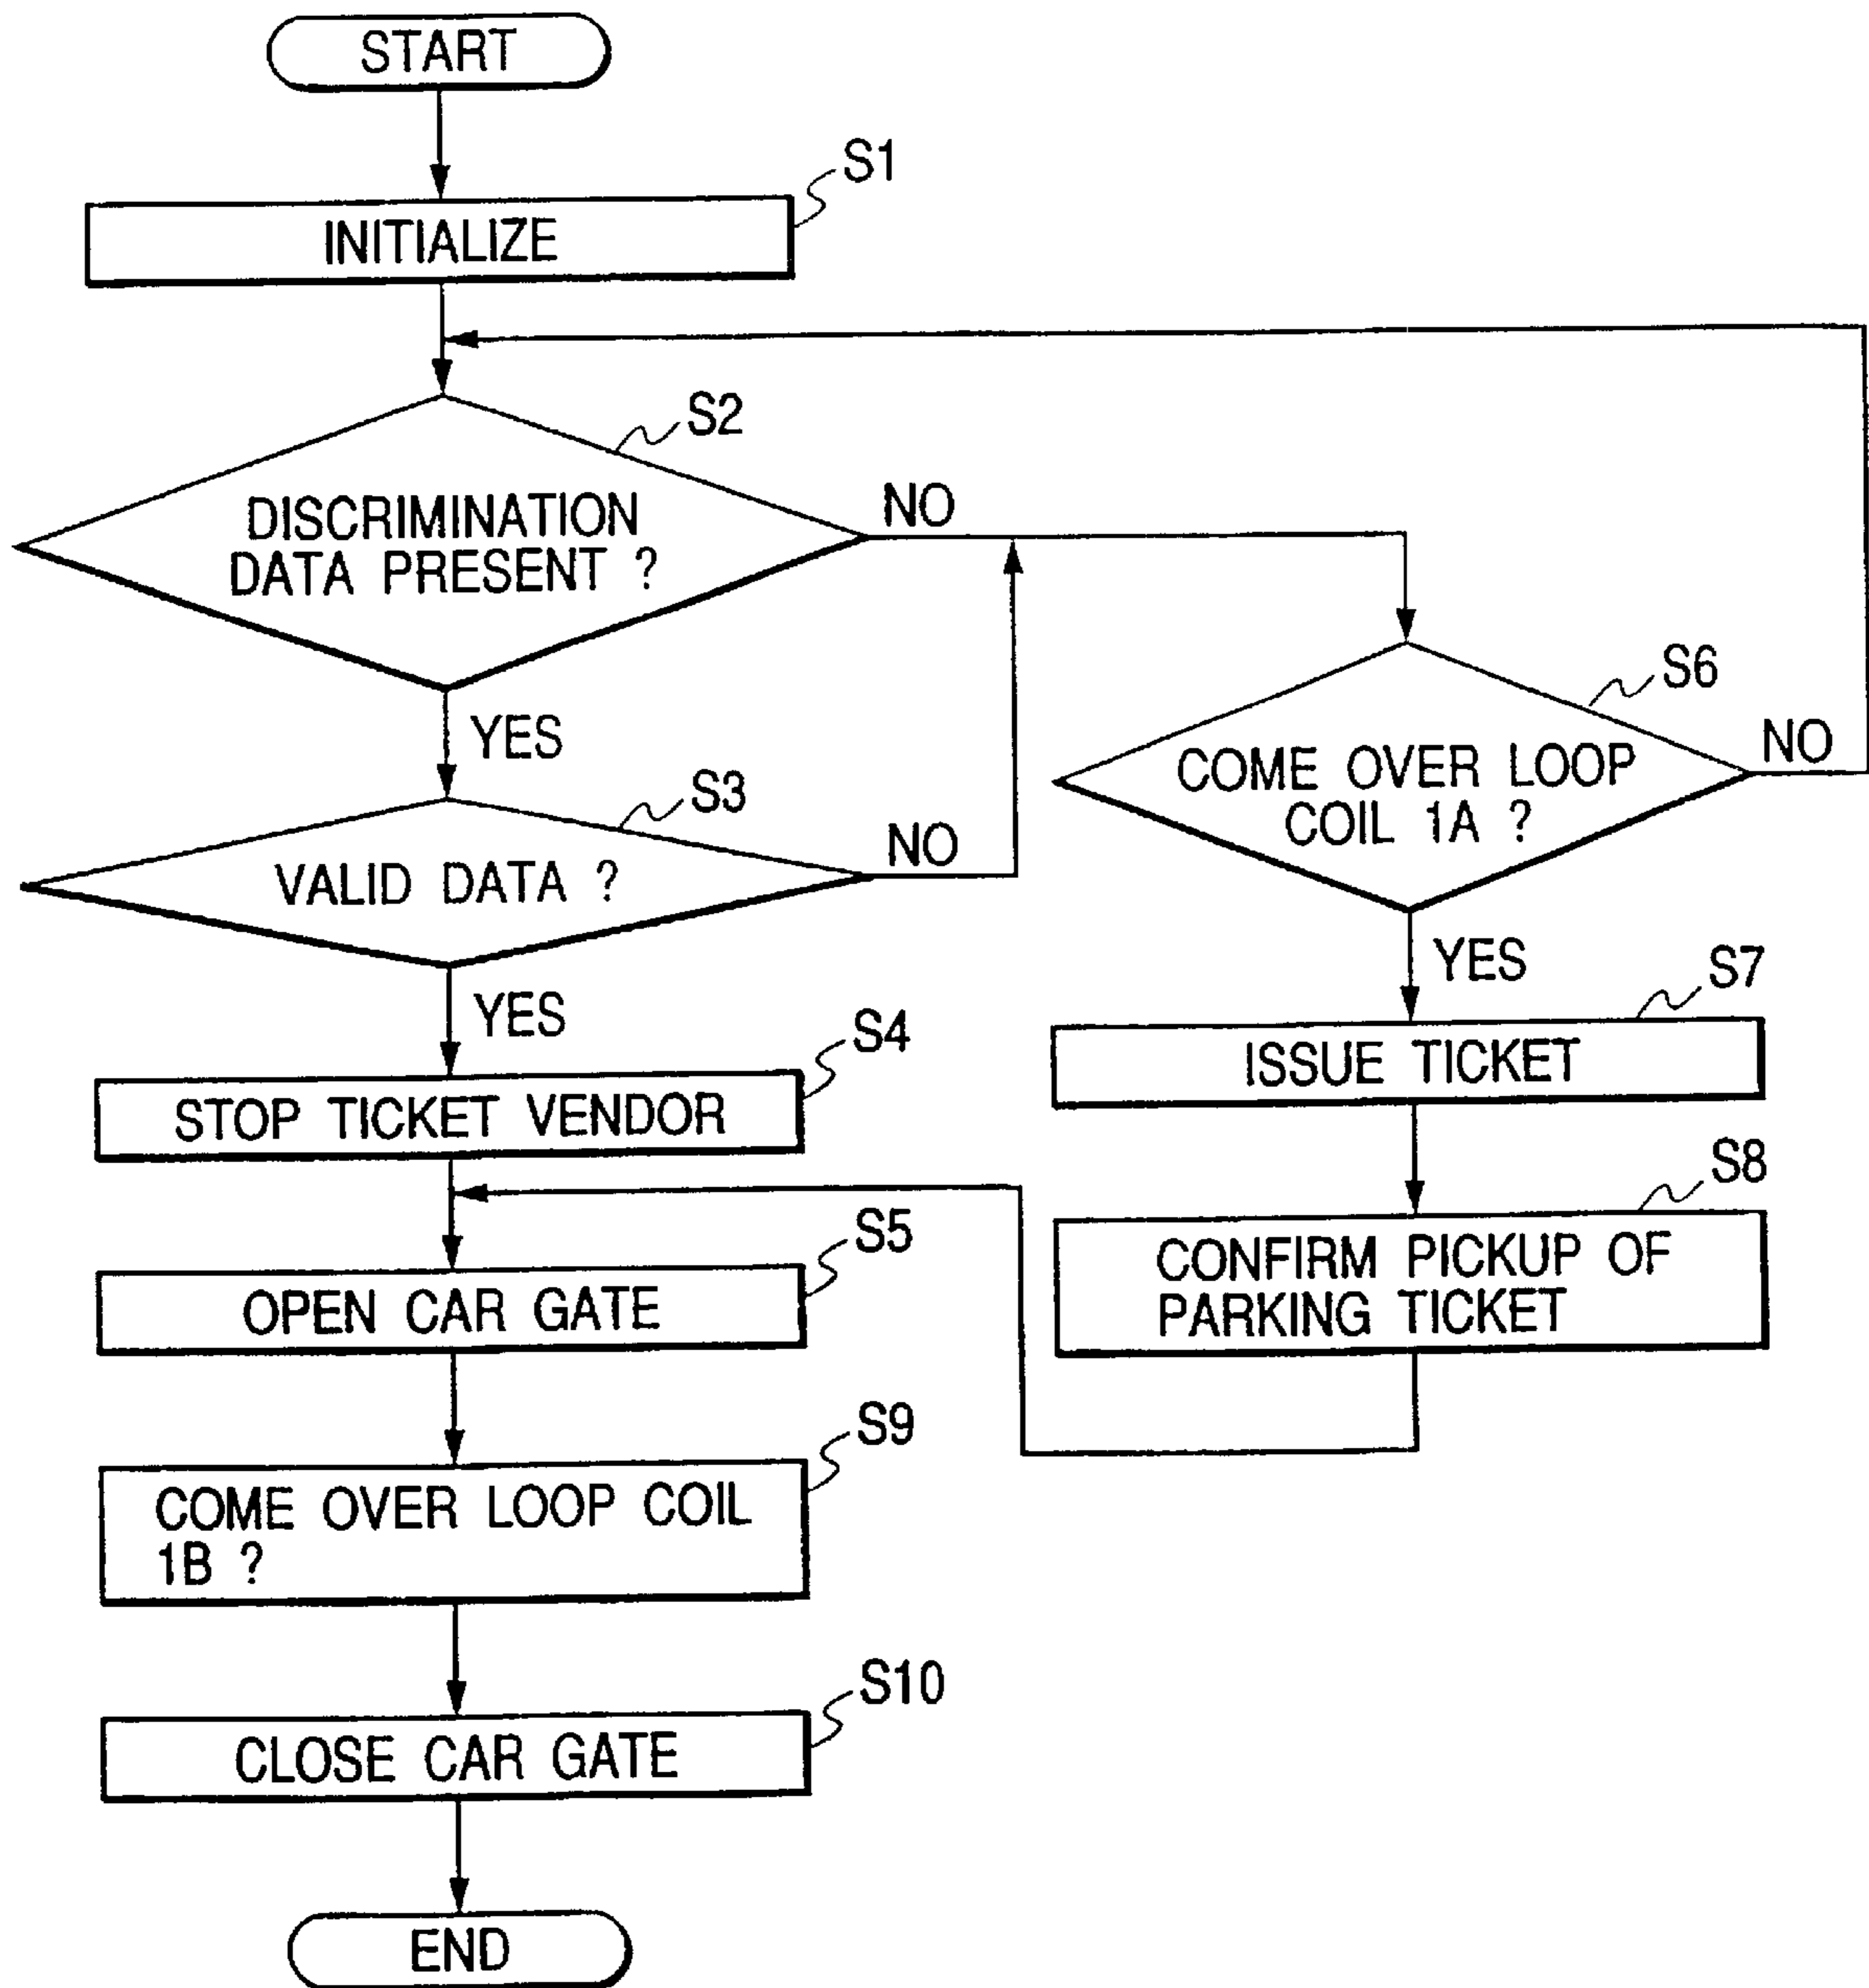 START
S1
INITIALIZE
S2
DISCRIMINATION
DATA PRESENT ?
NO
YES
S3
VALID DATA ?
NO
YES
S6
COME OVER LOOP
COIL 1A ?
NO
YES
S4
STOP TICKET VENDOR
S7
ISSUE TICKET
S5
OPEN CAR GATE
S8
CONFIRM PICKUP OF
PARKING TICKET
S9
COME OVER LOOP COIL
1B ?
S10
CLOSE CAR GATE
END